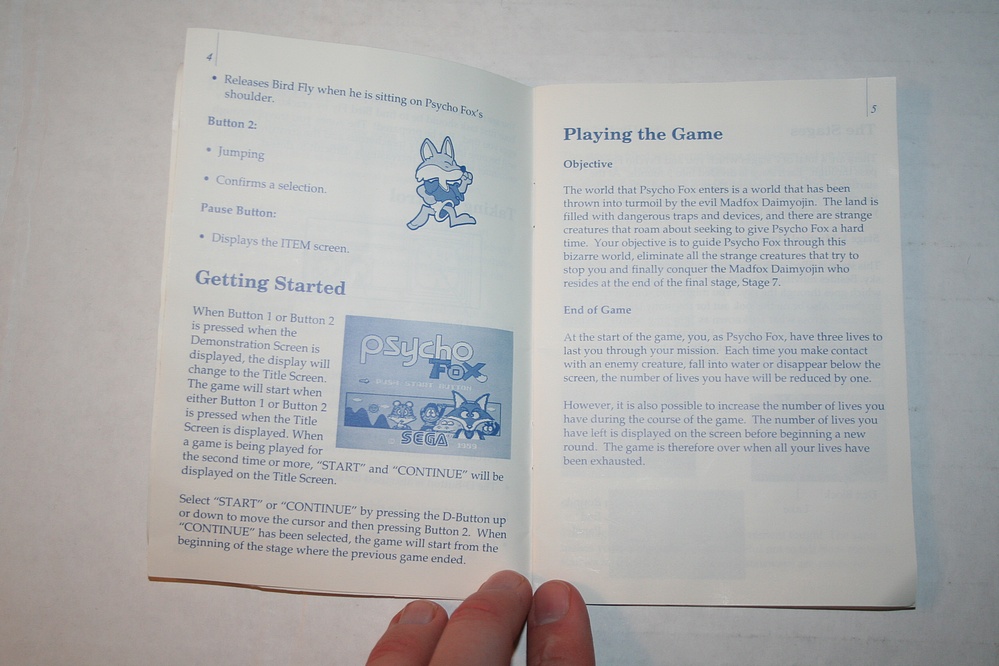 4
• Releases Bird Fly when he is sitting on Psycho Fox's
shoulder.
Button 2:
• Jumping
• Confirms a selection.
Pause Button:
• Displays the ITEM screen.
Getting Started
When Button 1 or Button 2
is pressed when the
Demonstration Screen is
displayed, the display will
change to the Title Screen.
The game will start when
either Button 1 or Button 2
is pressed when the Title
Screen is displayed. When
a game is being played for
the second time or more, "START" and "CONTINUE" will be
displayed on the Title Screen.
psycho
Fox
PUSH START BUTTON
SEGA
Select "START" or "CONTINUE" by pressing the D-Button up
or down to move the cursor and then pressing Button 2. When
"CONTINUE" has been selected, the game will start from the
beginning of the stage where the previous game ended.
5
Playing the Game
Objective
The world that Psycho Fox enters is a world that has been
thrown into turmoil by the evil Madfox Daimyojin. The land is
filled with dangerous traps and devices, and there are strange
creatures that roam about seeking to give Psycho Fox a hard
time. Your objective is to guide Psycho Fox through this
bizarre world, eliminate all the strange creatures that try to
stop you and finally conquer the Madfox Daimyojin who
resides at the end of the final stage, Stage 7.
End of Game
At the start of the game, you, as Psycho Fox, have three lives to
last you through your mission. Each time you make contact
with an enemy creature, fall into water or disappear below the
screen, the number of lives you have will be reduced by one.
However, it is also possible to increase the number of lives you
have during the course of the game. The number of lives you
have left is displayed on the screen before beginning a new
round. The game is therefore over when all your lives have
been exhausted.